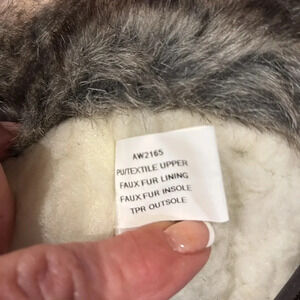 AW2165
PU/TEXTILE UPPER
FAUX FUR LINING
FAUX FUR INSOLE
TPR OUTSOLE